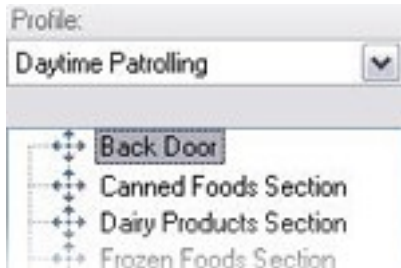 Profile:
Daytime Patrolling
Back Door
Canned Foods Section
Dairy Products Section
Frozen Foods Section